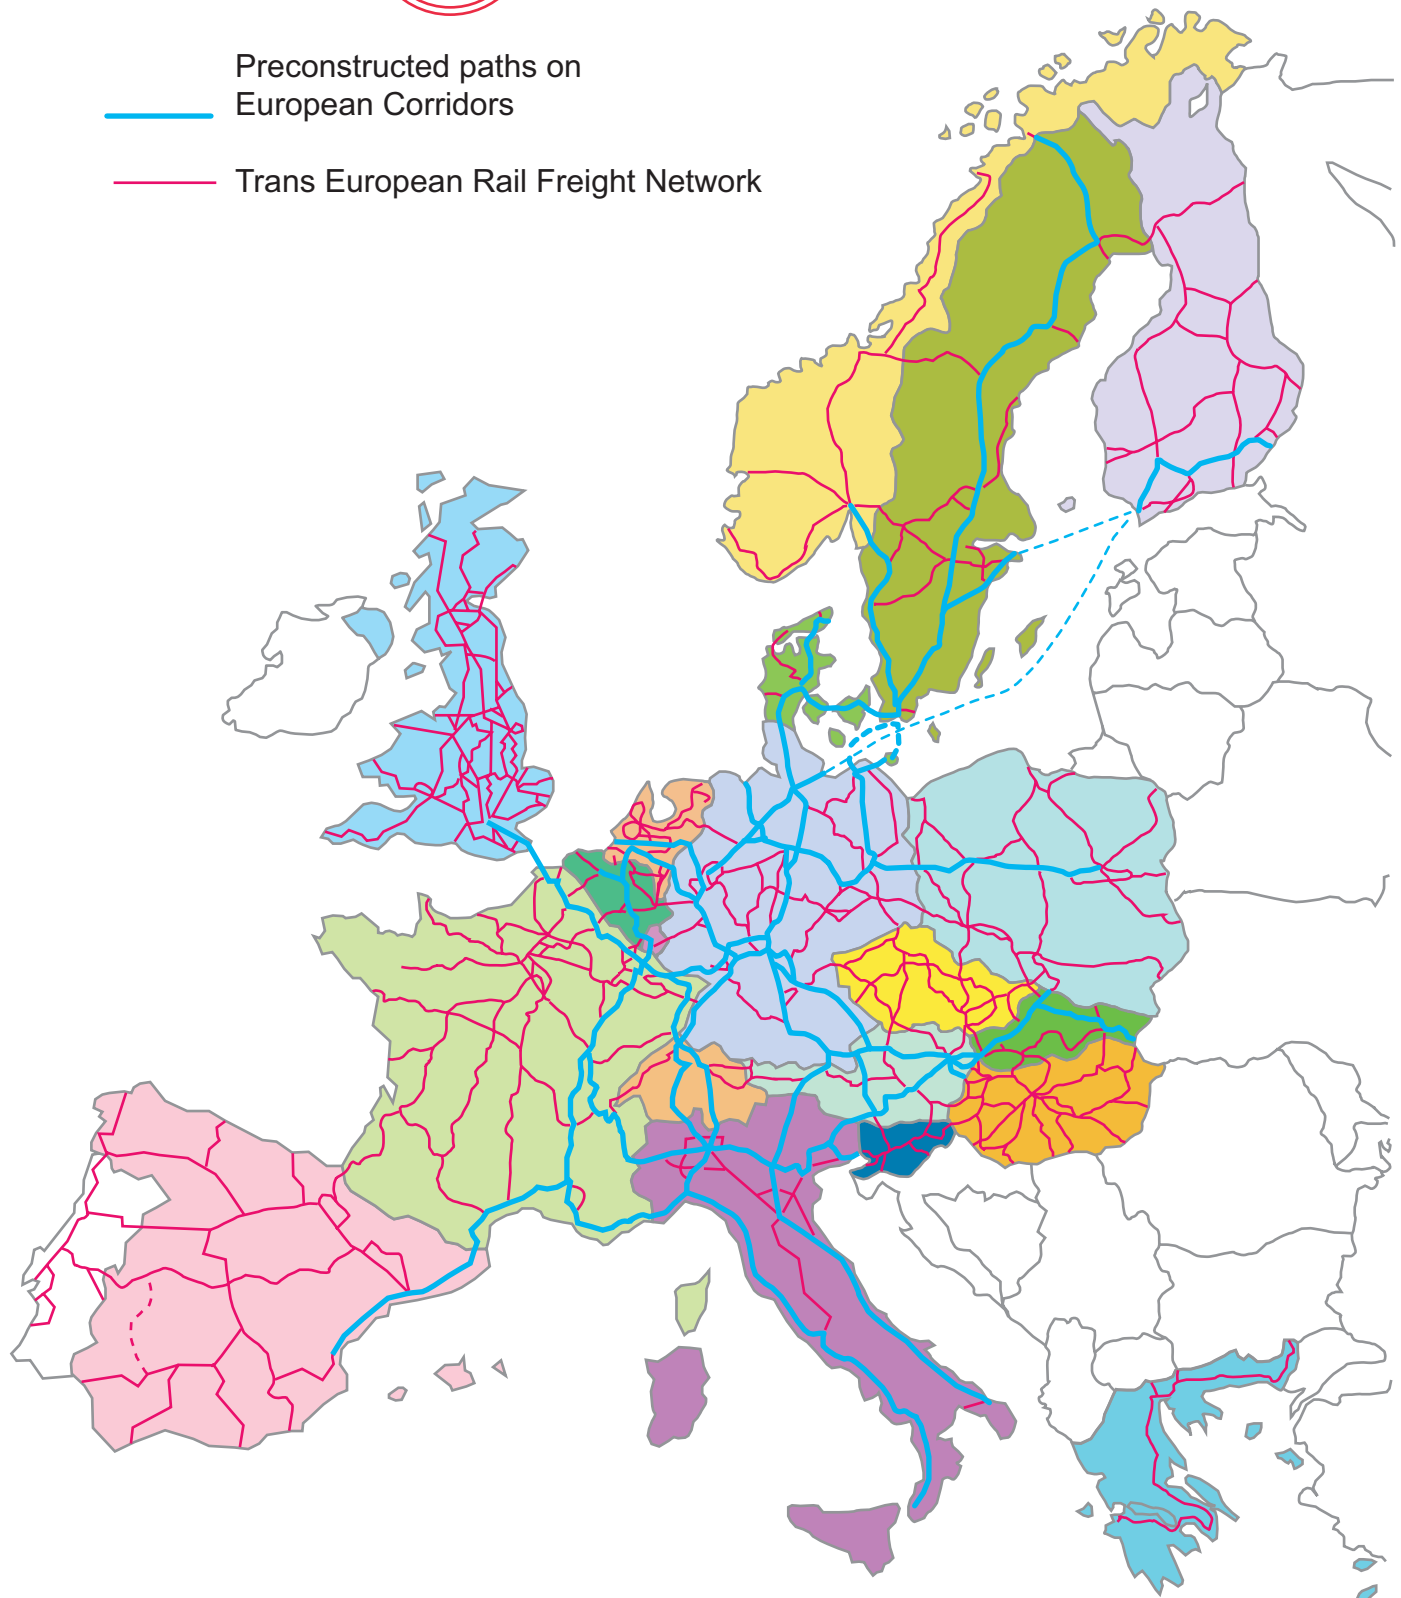 Preconstructed paths on
European Corridors
Trans European Rail Freight Network